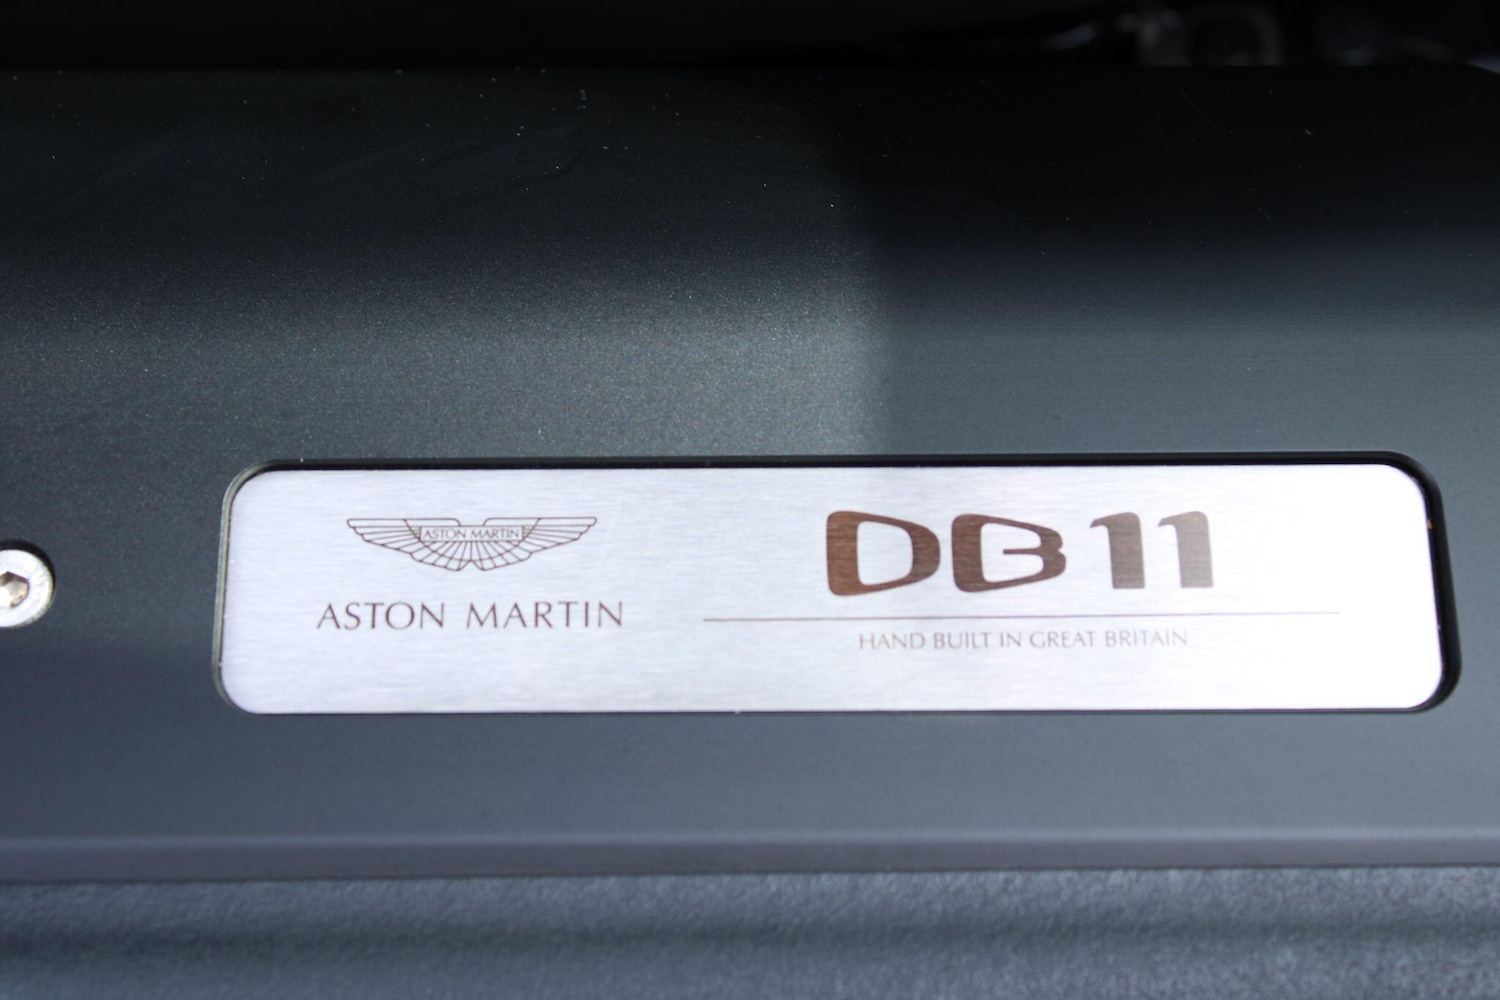 ASTON MARTIN
ASTON MARTIN
DB11
HAND BUILT IN GREAT BRITAIN